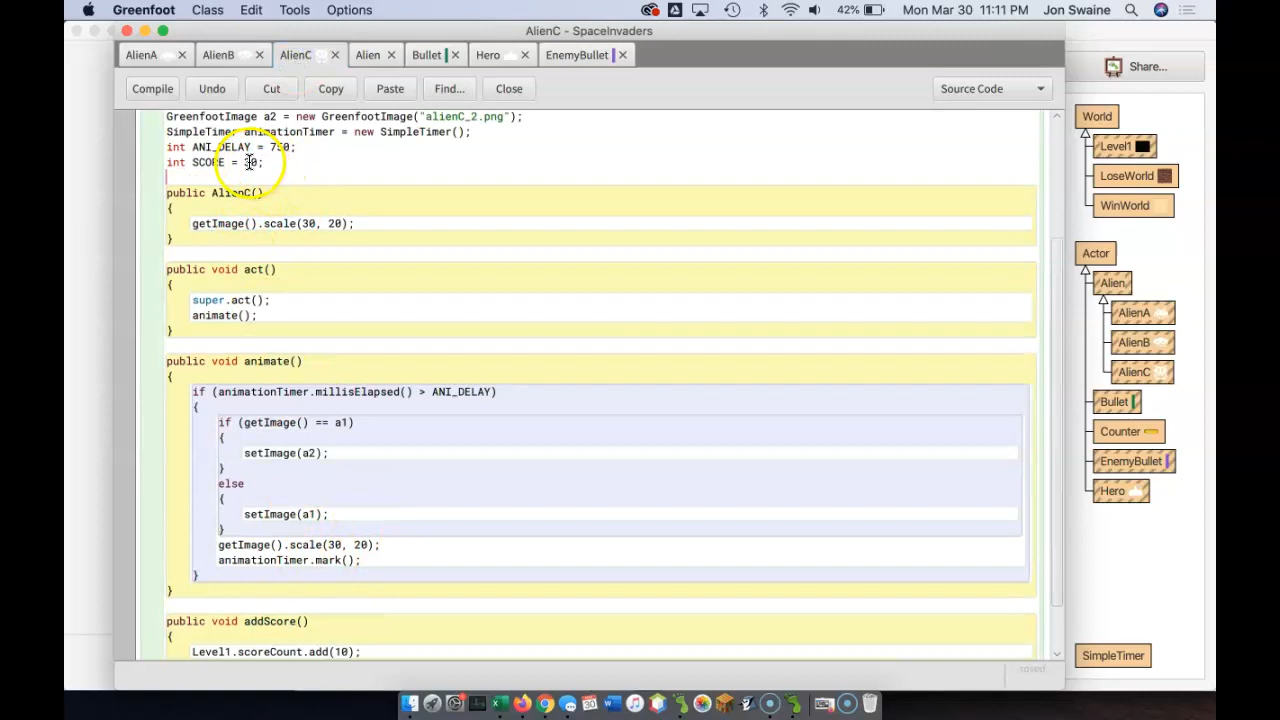 Greenfoot Class Edit Tools Options 42% Mon Mar 30 11:11 PM Jon Swaine
AlienC - SpaceInvaders
AlienA AlienB AlienC Alien Bullet Hero EnemyBullet
Compile Undo Cut Copy Paste Find... Close Source Code
Share...
GreenfootImage a2 = new GreenfootImage("alienC_2.png");
SimpleTimer animationTimer = new SimpleTimer();
int ANI_DELAY = 750;
int SCORE =
public AlienC()
{
getImage().scale(30, 20);
}
public void act()
{
super.act();
animate();
}
public void animate()
{
if (animationTimer.millisElapsed() > ANI_DELAY)
{
if (getImage() == a1)
{
setImage(a2);
}
else
{
setImage(a1);
}
getImage().scale(30, 20);
animationTimer.mark();
}
}
public void addScore()
{
Level1.scoreCount.add(10);
saved
World
Level1
LoseWorld
WinWorld
Actor
Alien
AlienA
AlienB
AlienC
Bullet
Counter
EnemyBullet
Hero
SimpleTimer